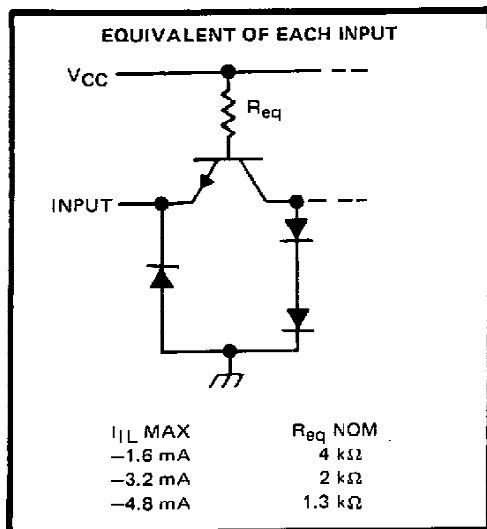 EQUIVALENT OF EACH INPUT
VCC
Req
INPUT
IIL MAX Req NOM
−1.6 mA 4 kΩ
−3.2 mA 2 kΩ
−4.8 mA 1.3 kΩ